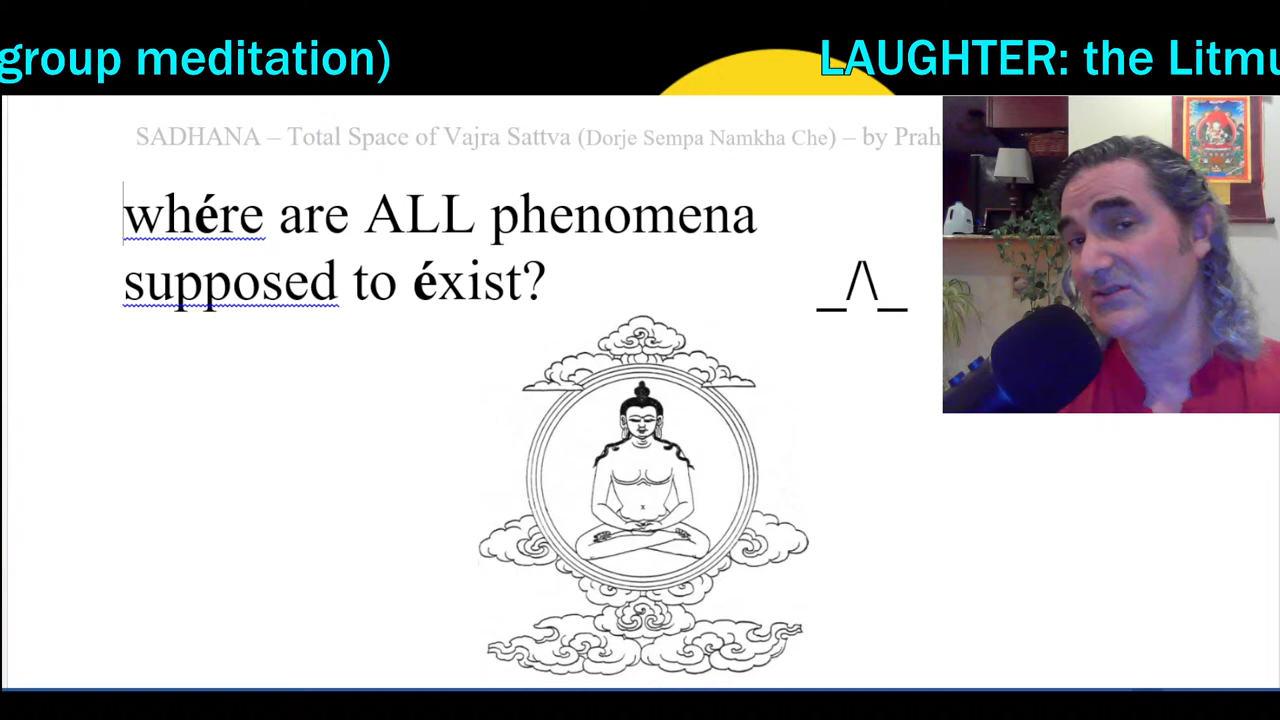 group meditation) LAUGHTER: the Litmu
SADHANA – Total Space of Vajra Sattva (Dorje Sempa Namkha Che) – by Prah
whére are ALL phenomena
supposed to éxist? _/\_